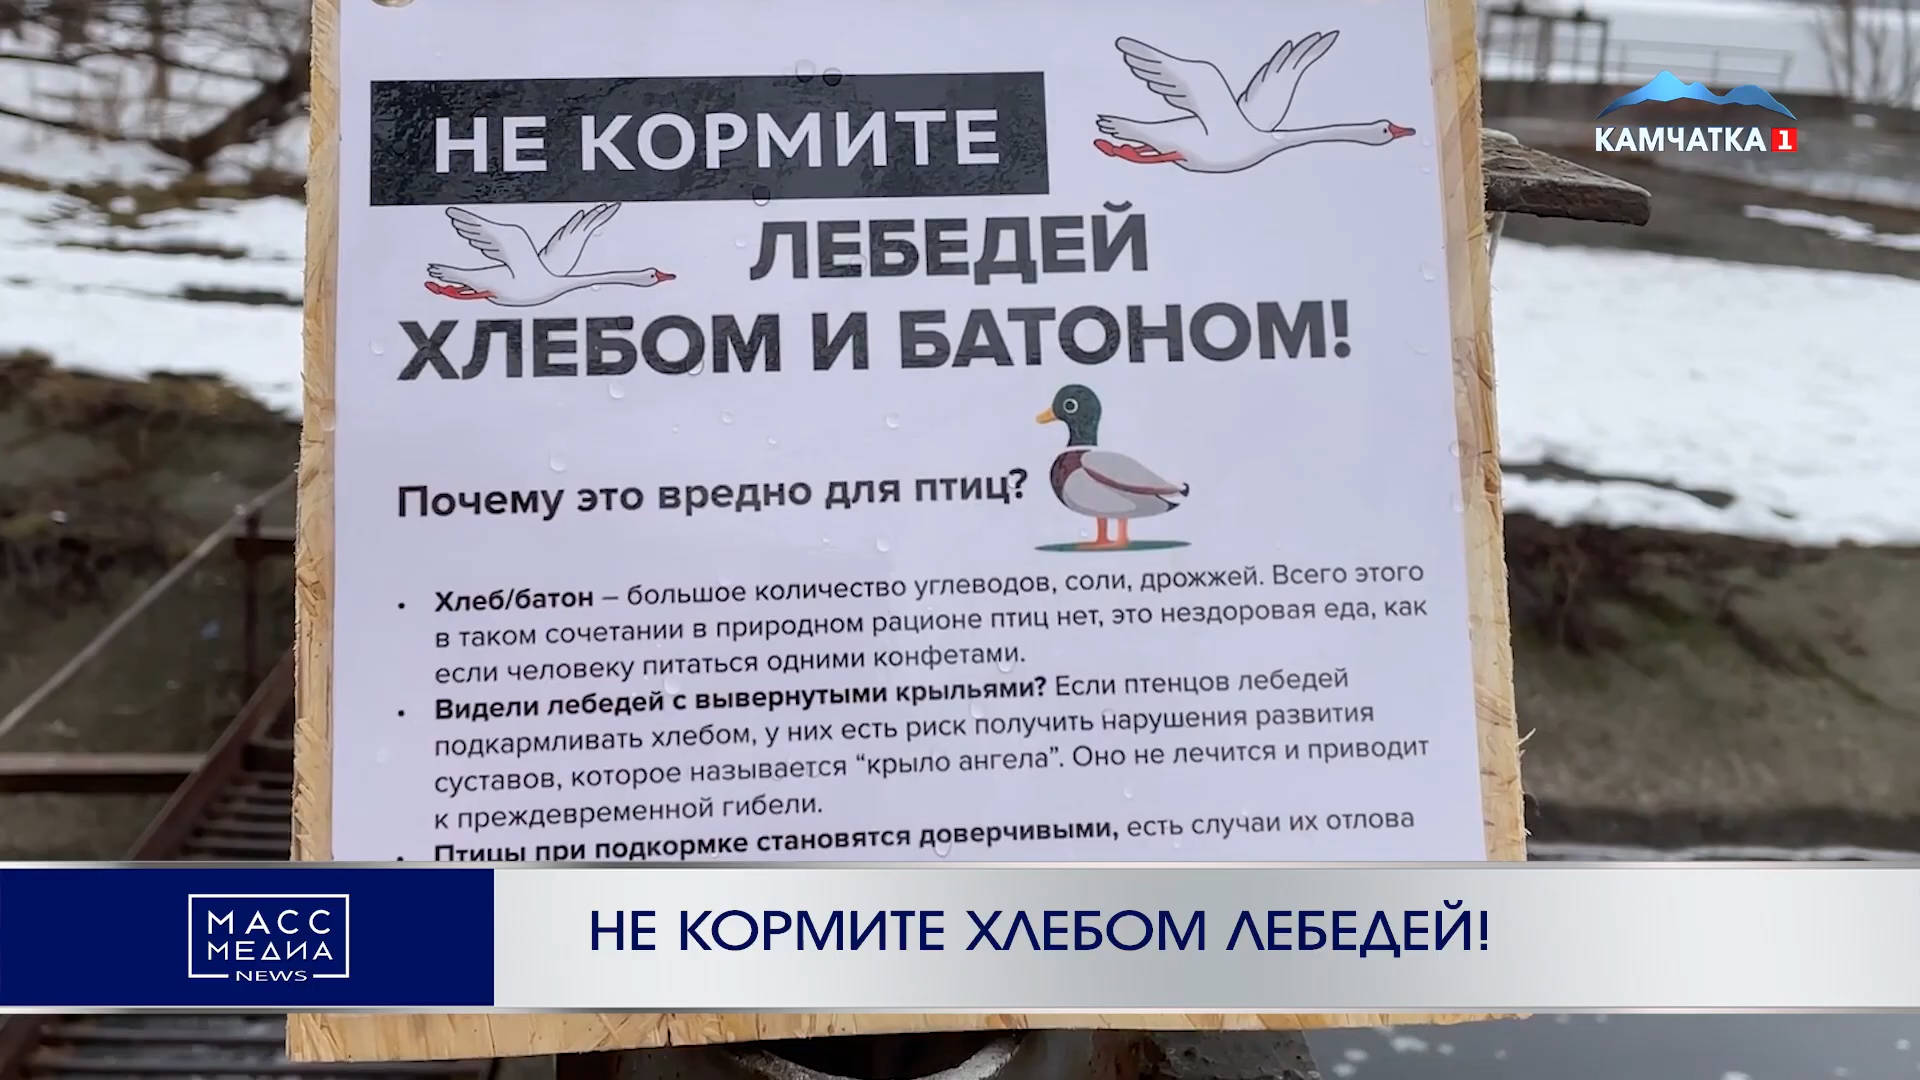 НЕ КОРМИТЕ
ЛЕБЕДЕЙ
ХЛЕБОМ И БАТОНОМ!
КАМЧАТКА 1
Почему это вредно для птиц?
• Хлеб/батон – большое количество углеводов, соли, дрожжей. Всего этого
в таком сочетании в природном рационе птиц нет, это нездоровая еда, как
если человеку питаться одними конфетами.
• Видели лебедей с вывернутыми крыльями? Если птенцов лебедей
подкармливать хлебом, у них есть риск получить нарушения развития
суставов, которое называется “крыло ангела”. Оно не лечится и приводит
к преждевременной гибели.
• Птицы при подкормке становятся доверчивыми, есть случаи их отлова
МАСС
МЕДИА
NEWS
НЕ КОРМИТЕ ХЛЕБОМ ЛЕБЕДЕЙ!